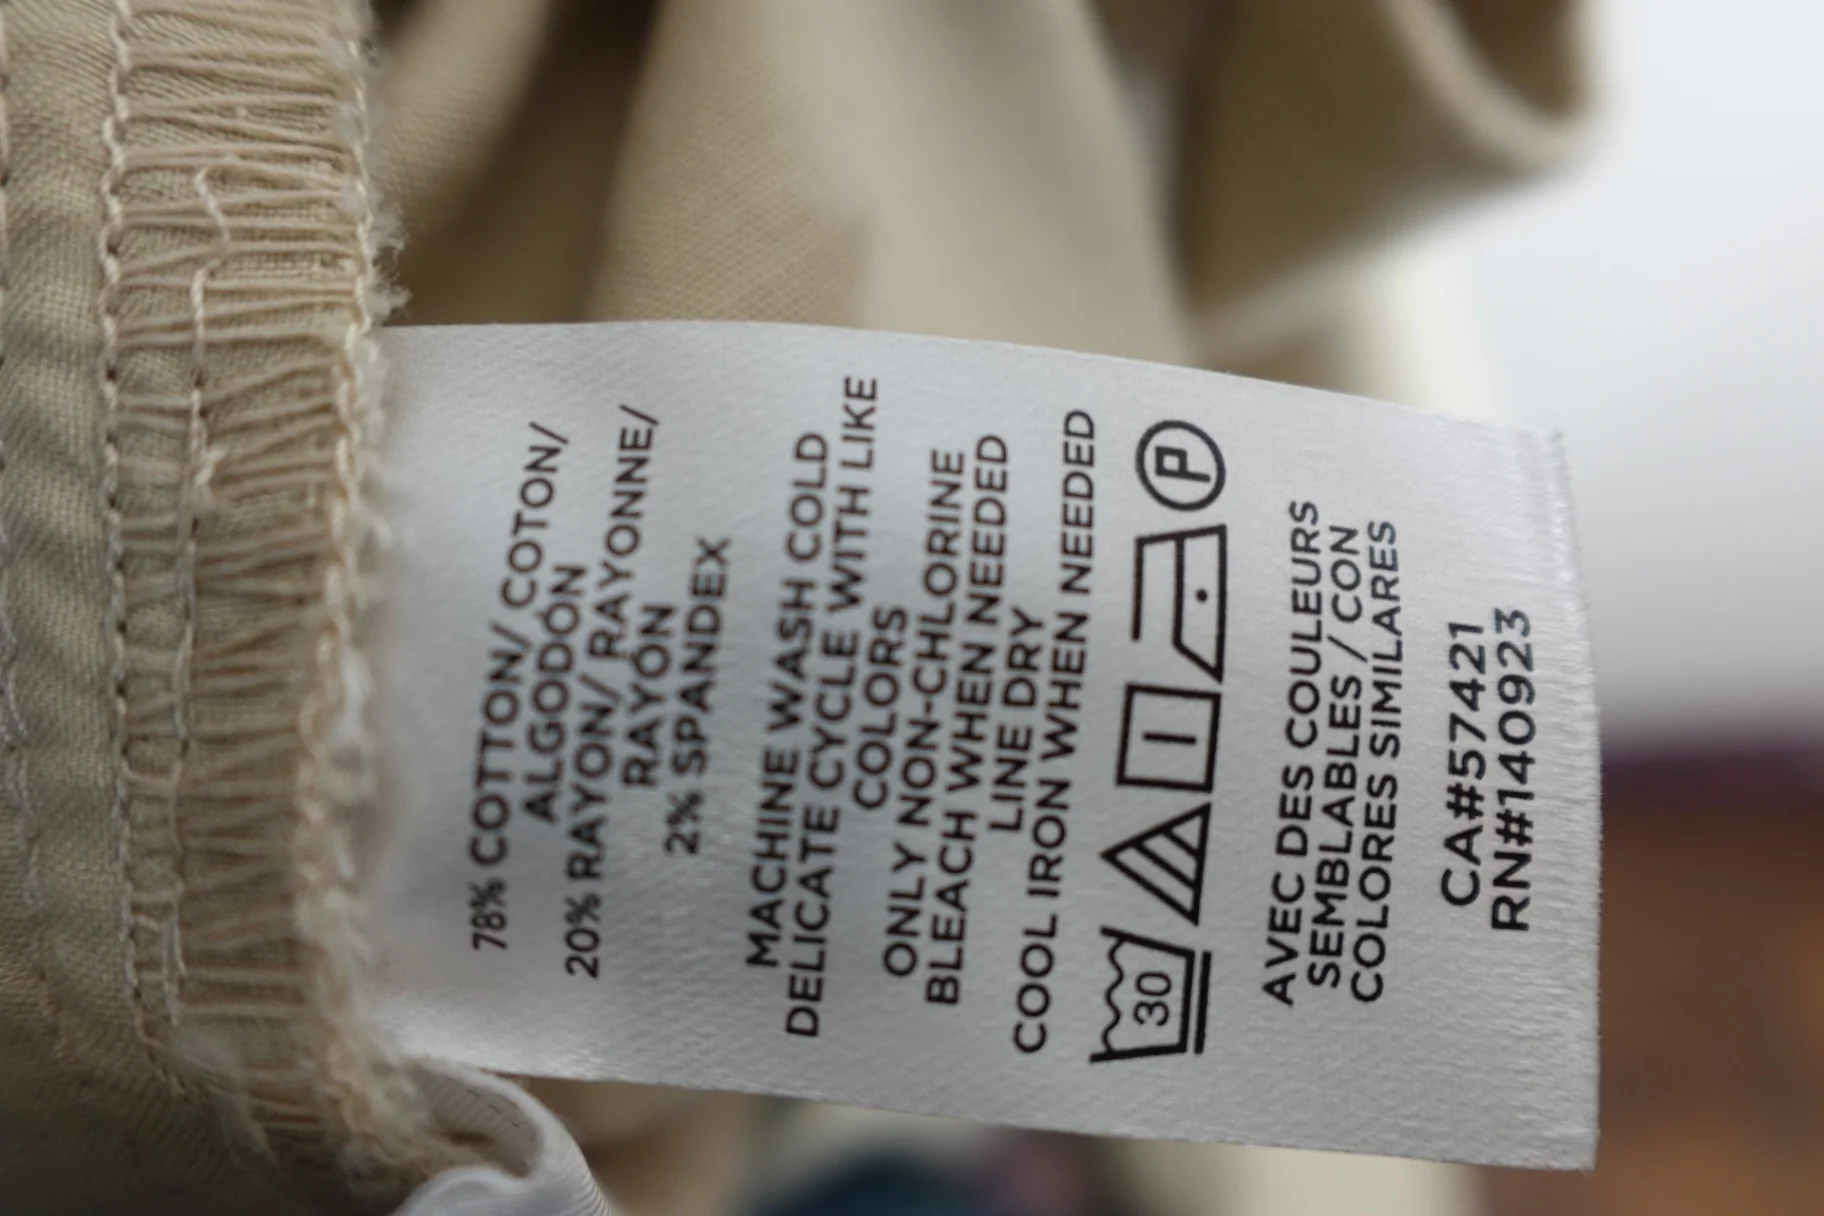 78% COTTON/ COTON/
ALGODÓN
20% RAYON/ RAYONNE/
RAYÓN
2% SPANDEX
MACHINE WASH COLD
DELICATE CYCLE WITH LIKE
COLORS
ONLY NON-CHLORINE
BLEACH WHEN NEEDED
LINE DRY
COOL IRON WHEN NEEDED
30 P
AVEC DES COULEURS
SEMBLABLES / CON
COLORES SIMILARES
CA#57421
RN#140923